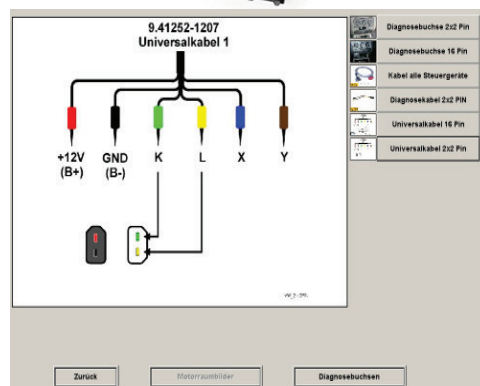 9.41252-1207
Universalkabel 1
+12V
(B+)
GND
(B-)
K
L
X
Y
Diagnosebuchse 2x2 Pin
Diagnosebuchse 16 Pin
Kabel alle Steuergeräte
Diagnosekabel 2x2 PIN
Universalkabel 16 Pin
Universalkabel 2x2 Pin
Zurück
Motorraumbilder
Diagnosebuchsen